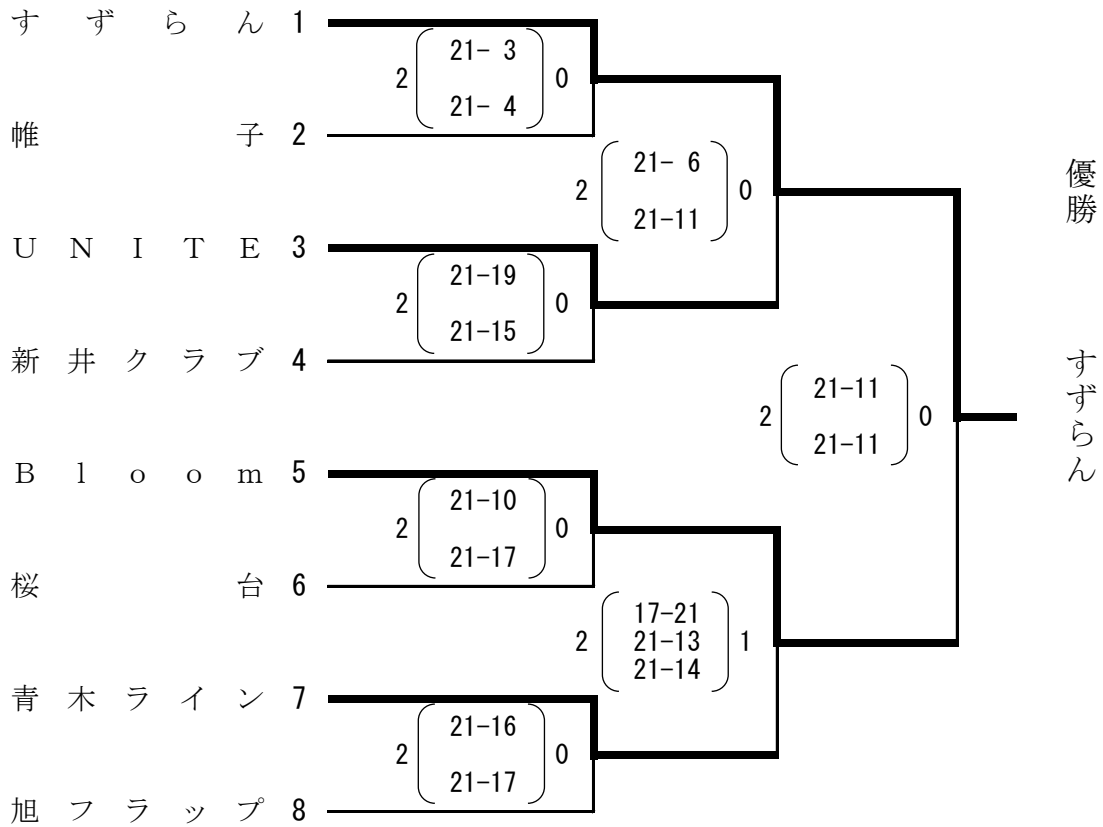 すずらん 1
2 21- 3 0
21- 4
帷子 2
2 21- 6 0
21-11
UNITE 3
2 21-19 0
21-15
新井クラブ 4
2 21-11 0
21-11
Bloom 5
2 21-10 0
21-17
桜台 6
17-21
2 21-13 1
21-14
青木ライン 7
2 21-16 0
21-17
旭フラップ 8
優勝 すずらん